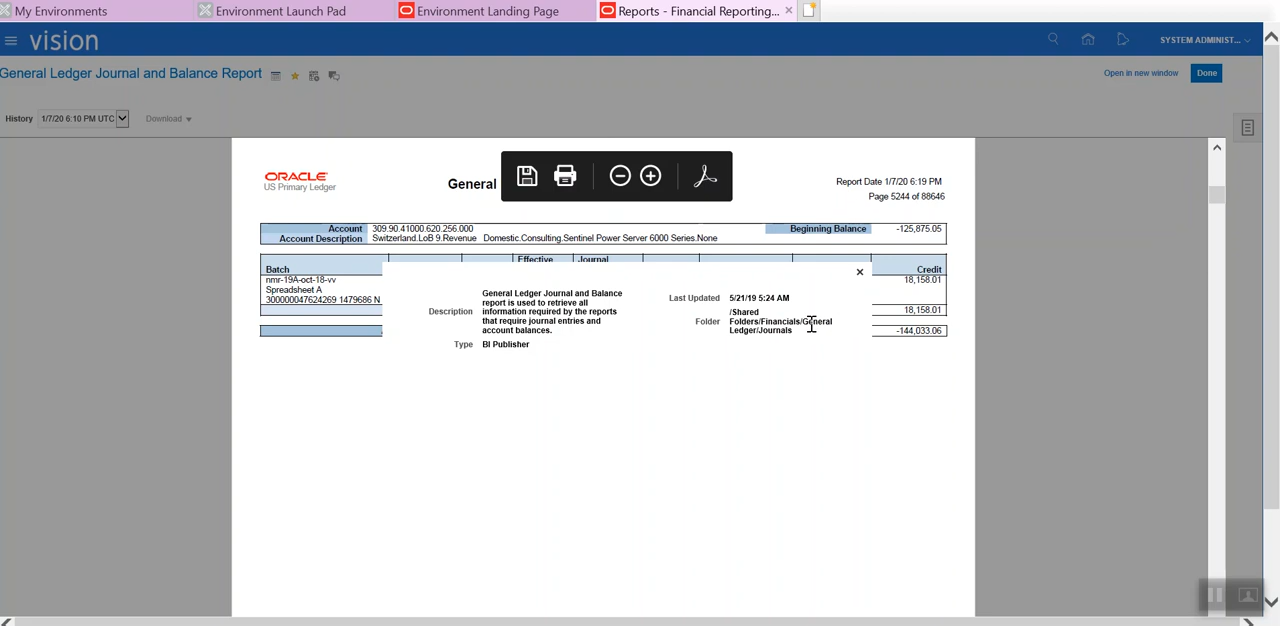 My Environments
Environment Launch Pad
Environment Landing Page
Reports - Financial Reporting...
vision
SYSTEM ADMINIST...
General Ledger Journal and Balance Report
Open in new window
Done
History
1/7/20 6:10 PM UTC
Download
ORACLE
US Primary Ledger
General
Report Date 1/7/20 6:19 PM
Page 5244 of 88646
Account 309.90.41000.620.256.000
Beginning Balance -125,875.05
Account Description Switzerland.LoB 9.Revenue Domestic.Consulting.Sentinel Power Server 6000 Series.None
Effective Journal
Batch
Credit
nmr-19A-oct-18-vv
18,158.01
Spreadsheet A
300000047624269 1479686 N
18,158.01
-144,033.06
Description
General Ledger Journal and Balance
report is used to retrieve all
information required by the reports
that require journal entries and
account balances.
Type BI Publisher
Last Updated 5/21/19 5:24 AM
Folder
/Shared
Folders/Financials/General
Ledger/Journals